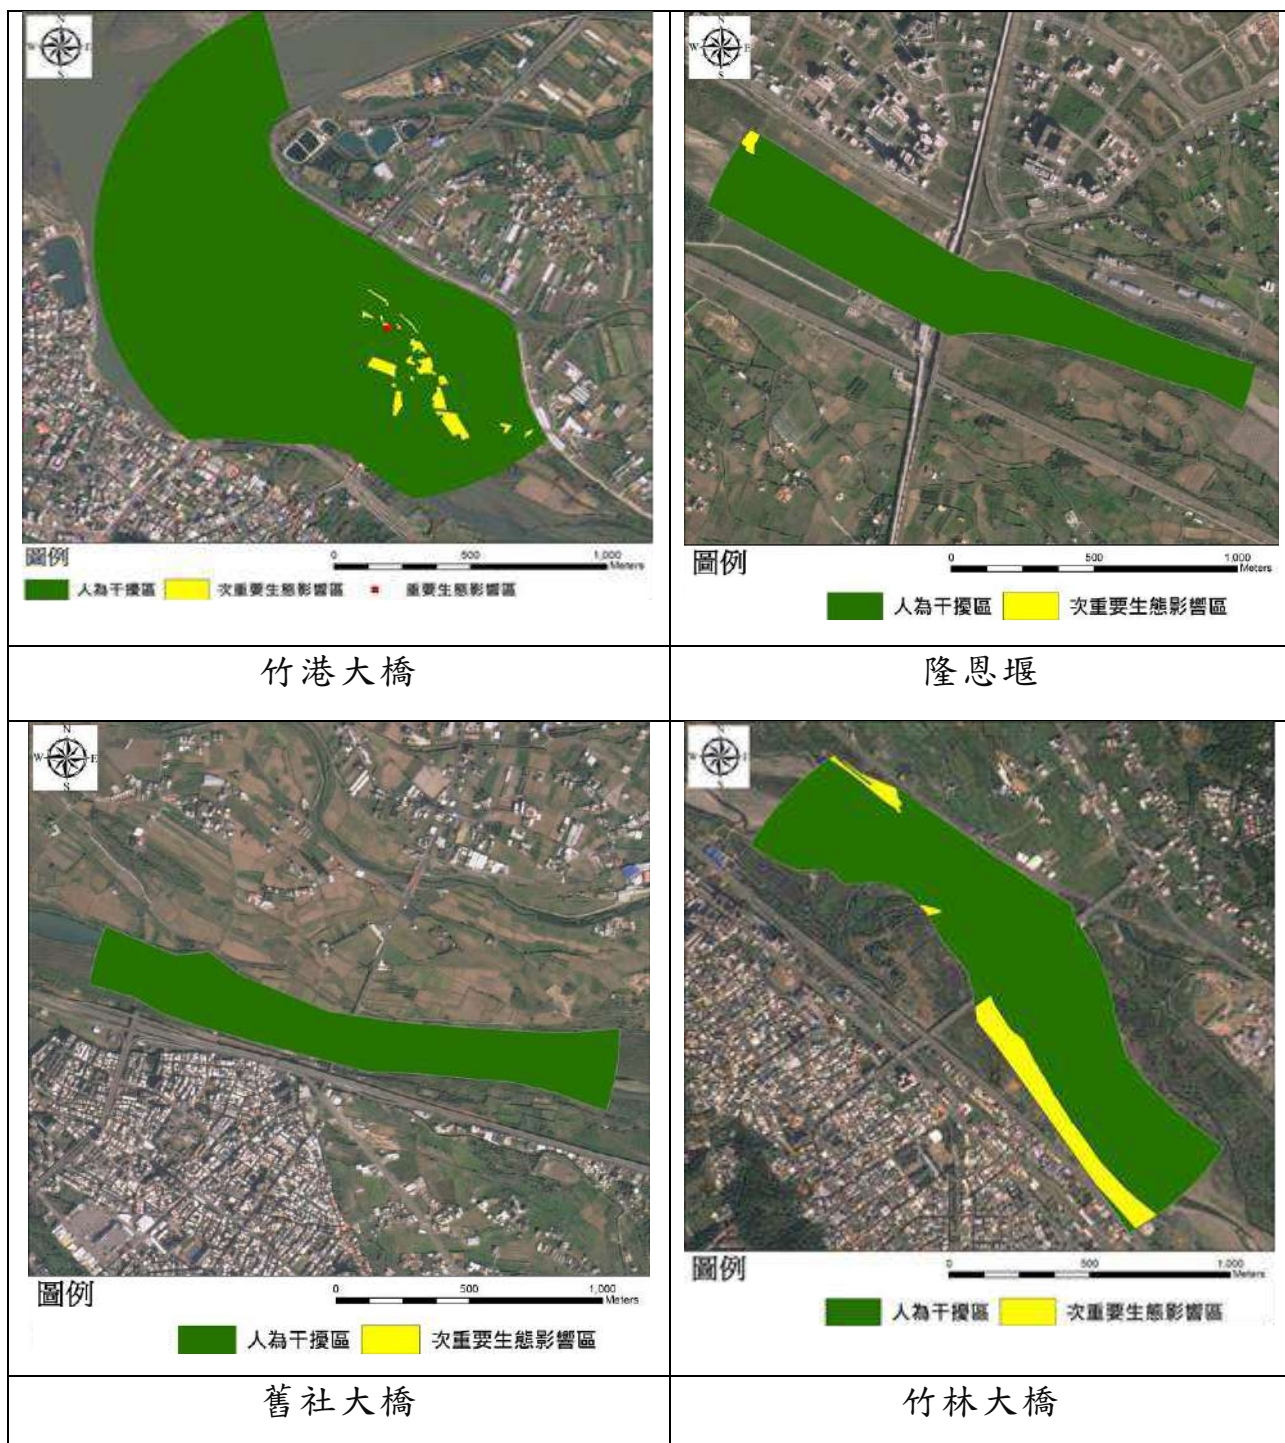 N
W E
S
圖例
0 500 1,000
Meters
人為干擾區 次重要生態影響區 重要生態影響區
竹港大橋
N
W E
S
圖例
0 500 1,000
Meters
人為干擾區 次重要生態影響區
隆恩堰
N
W E
S
圖例
0 500 1,000
Meters
人為干擾區 次重要生態影響區
舊社大橋
N
W E
S
圖例
0 500 1,000
Meters
人為干擾區 次重要生態影響區
竹林大橋